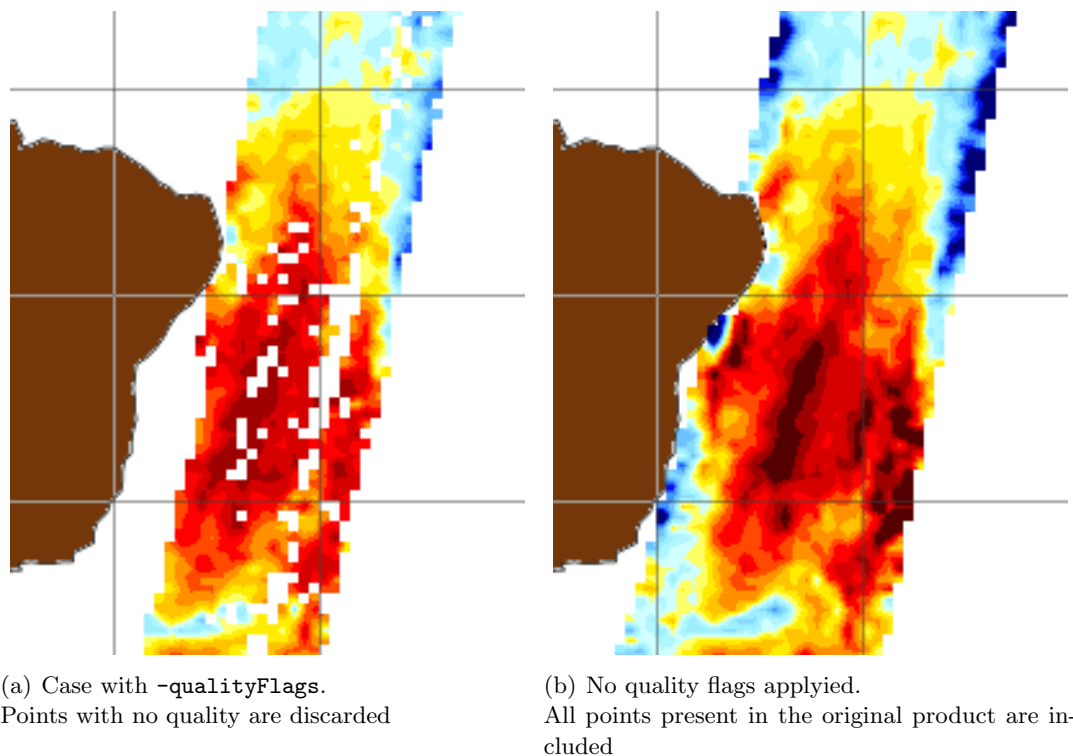 (a) Case with -qualityFlags.
Points with no quality are discarded
(b) No quality flags applyied.
All points present in the original product are in-
cluded